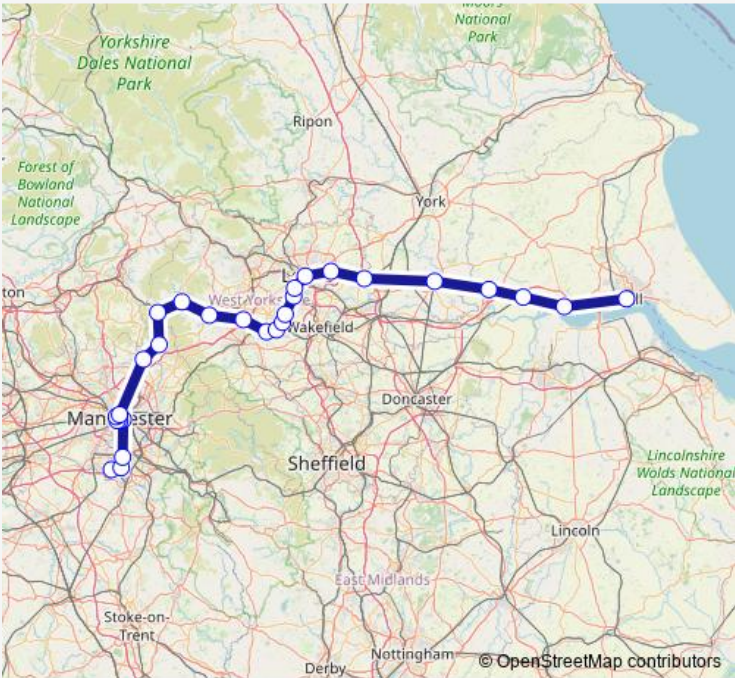 Moors
National
Park
Yorkshire
Dales National
Park
Ripon
Forest of
Bowland
National
Landscape
York
ton
West Yorks
Wakefield
Manchester
Doncaster
Sheffield
Lincolnshire
Wolds National
Landscape
Lincoln
East Midlands
Stoke-on-
Trent
Nottingham
Derby
© OpenStreetMap contributors